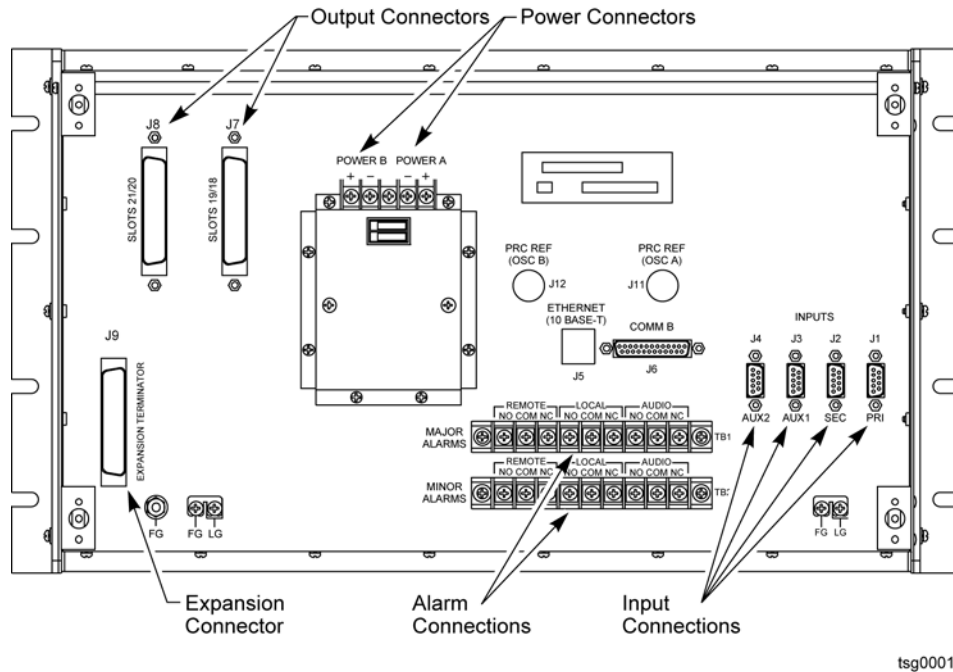 Output Connectors
Power Connectors
J8
J7
SLOTS 21/20
SLOTS 19/18
POWER B
POWER A
+ − − +
PRC REF
(OSC B)
J12
PRC REF
(OSC A)
J11
ETHERNET
(10 BASE-T)
J5
COMM B
J6
INPUTS
J4
J3
J2
J1
AUX2
AUX1
SEC
PRI
J9
EXPANSION TERMINATOR
REMOTE
LOCAL
AUDIO
NO COM NC
NO COM NC
NO COM NC
MAJOR
ALARMS
TB1
REMOTE
LOCAL
AUDIO
NO COM NC
NO COM NC
NO COM NC
MINOR
ALARMS
FG
FG
LG
FG
LG
Expansion
Connector
Alarm
Connections
Input
Connections
tsg0001